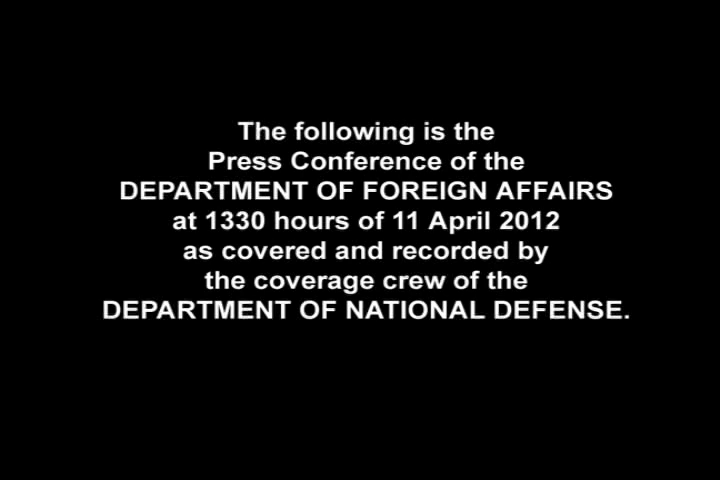 The following is the
Press Conference of the
DEPARTMENT OF FOREIGN AFFAIRS
at 1330 hours of 11 April 2012
as covered and recorded by
the coverage crew of the
DEPARTMENT OF NATIONAL DEFENSE.